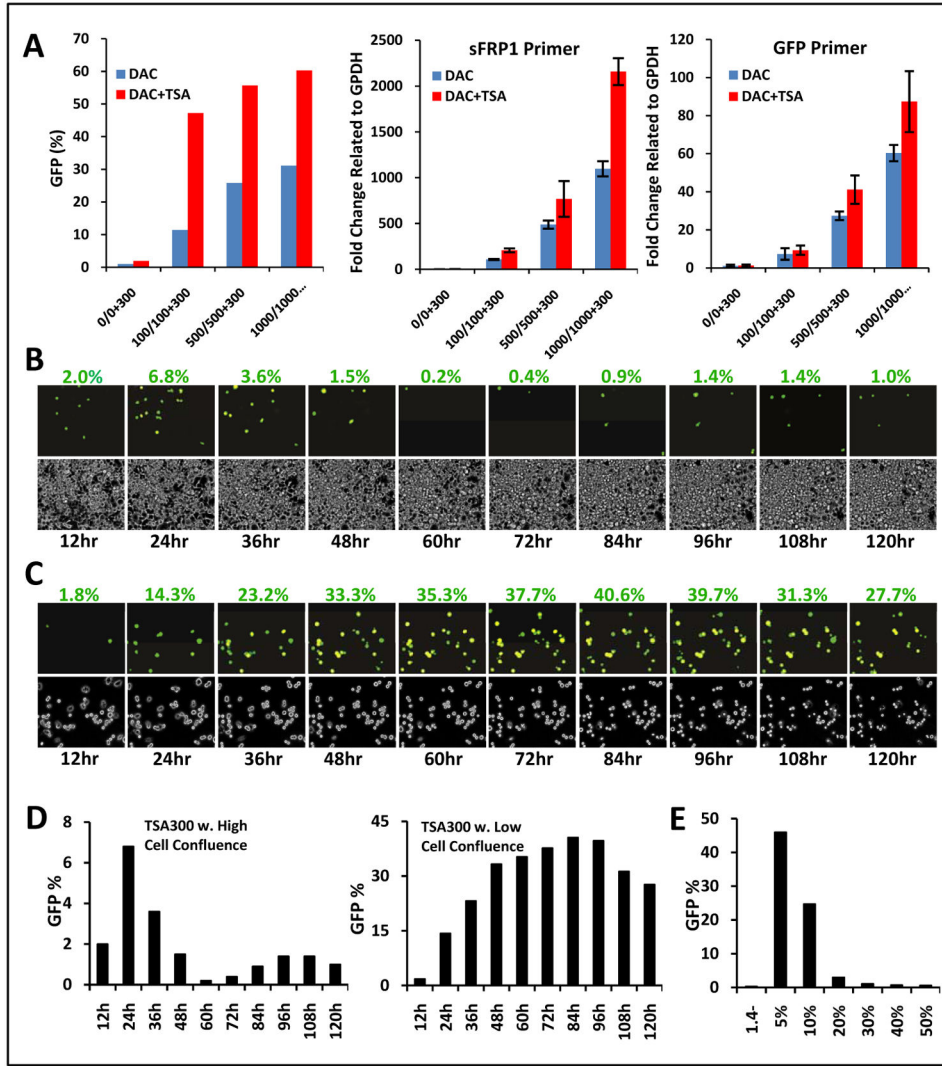 A
GFP (%)
70
60
50
40
30
20
10
0
DAC
DAC+TSA
0/0+300
100/100+300
500/500+300
1000/1000...
sFRP1 Primer
Fold Change Related to GPDH
2500
2000
1500
1000
500
0
DAC
DAC+TSA
0/0+300
100/100+300
500/500+300
1000/1000+300
GFP Primer
Fold Change Related to GPDH
120
100
80
60
40
20
0
DAC
DAC+TSA
0/0+300
100/100+300
500/500+300
1000/1000...
B
2.0% 6.8% 3.6% 1.5% 0.2% 0.4% 0.9% 1.4% 1.4% 1.0%
12hr 24hr 36hr 48hr 60hr 72hr 84hr 96hr 108hr 120hr
C
1.8% 14.3% 23.2% 33.3% 35.3% 37.7% 40.6% 39.7% 31.3% 27.7%
12hr 24hr 36hr 48hr 60hr 72hr 84hr 96hr 108hr 120hr
D
TSA300 w. High
Cell Confluence
GFP %
8
6
4
2
0
12h 24h 36h 48h 60h 72h 84h 96h 108h 120h
TSA300 w. Low
Cell Confluence
GFP %
45
30
15
0
12h 24h 36h 48h 60h 72h 84h 96h 108h 120h
E
GFP %
50
40
30
20
10
0
1.4- 5% 10% 20% 30% 40% 50%